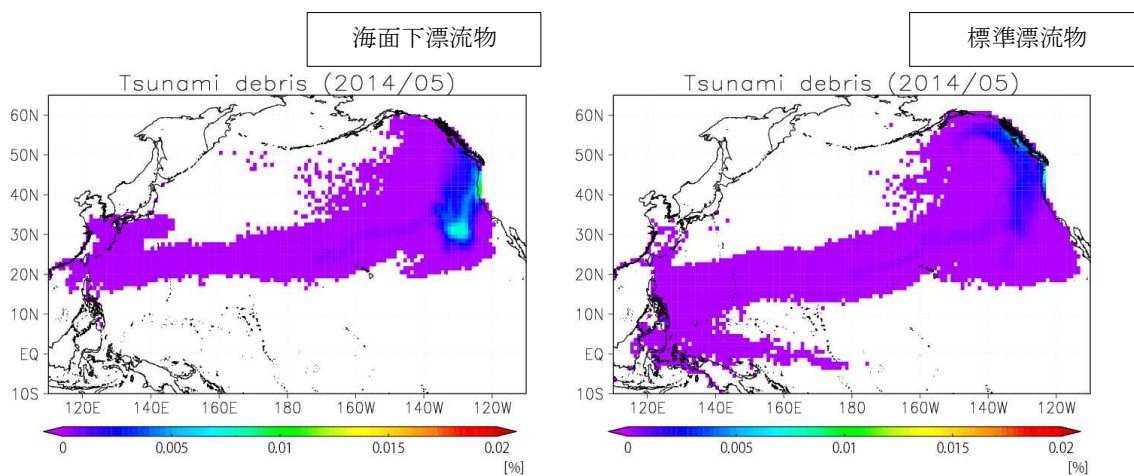 海面下漂流物
Tsunami debris (2014/05)
60N
50N
40N
30N
20N
10N
EQ
10S
120E 140E 160E 180 160W 140W 120W
0 0.005 0.01 0.015 0.02
[%]
標準漂流物
Tsunami debris (2014/05)
60N
50N
40N
30N
20N
10N
EQ
10S
120E 140E 160E 180 160W 140W 120W
0 0.005 0.01 0.015 0.02
[%]